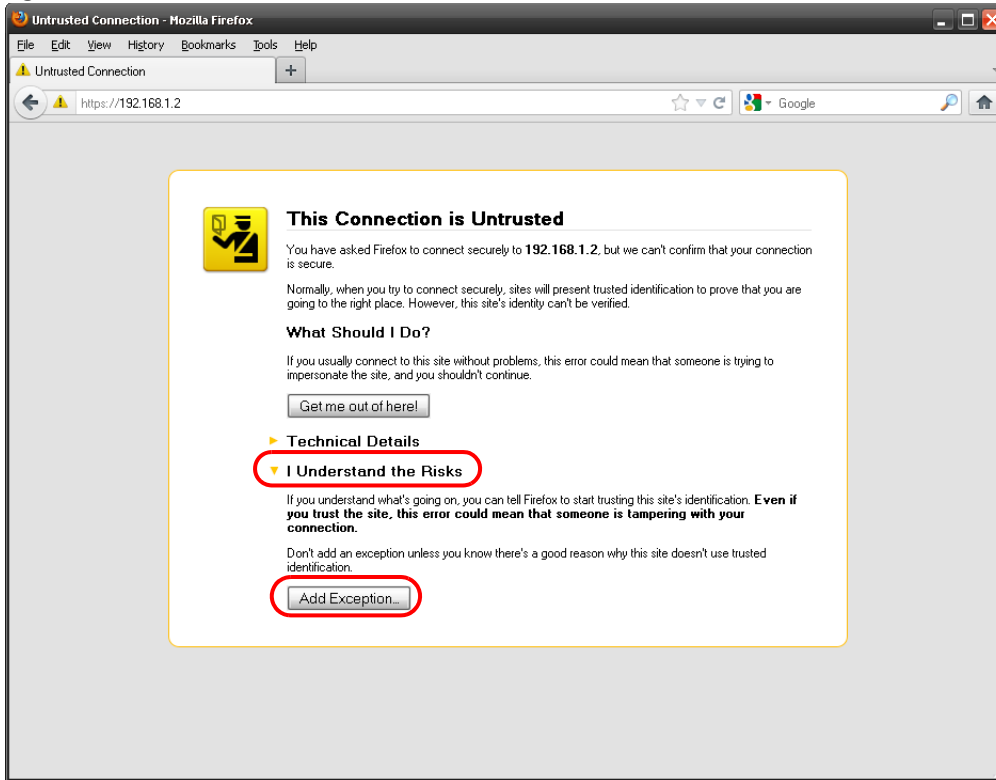 Untrusted Connection - Mozilla Firefox
File Edit View History Bookmarks Tools Help
Untrusted Connection
https://192.168.1.2
Google
This Connection is Untrusted
You have asked Firefox to connect securely to 192.168.1.2, but we can't confirm that your connection
is secure.
Normally, when you try to connect securely, sites will present trusted identification to prove that you are
going to the right place. However, this site's identity can't be verified.
What Should I Do?
If you usually connect to this site without problems, this error could mean that someone is trying to
impersonate the site, and you shouldn't continue.
Get me out of here!
Technical Details
I Understand the Risks
If you understand what's going on, you can tell Firefox to start trusting this site's identification. Even if
you trust the site, this error could mean that someone is tampering with your
connection.
Don't add an exception unless you know there's a good reason why this site doesn't use trusted
identification.
Add Exception...